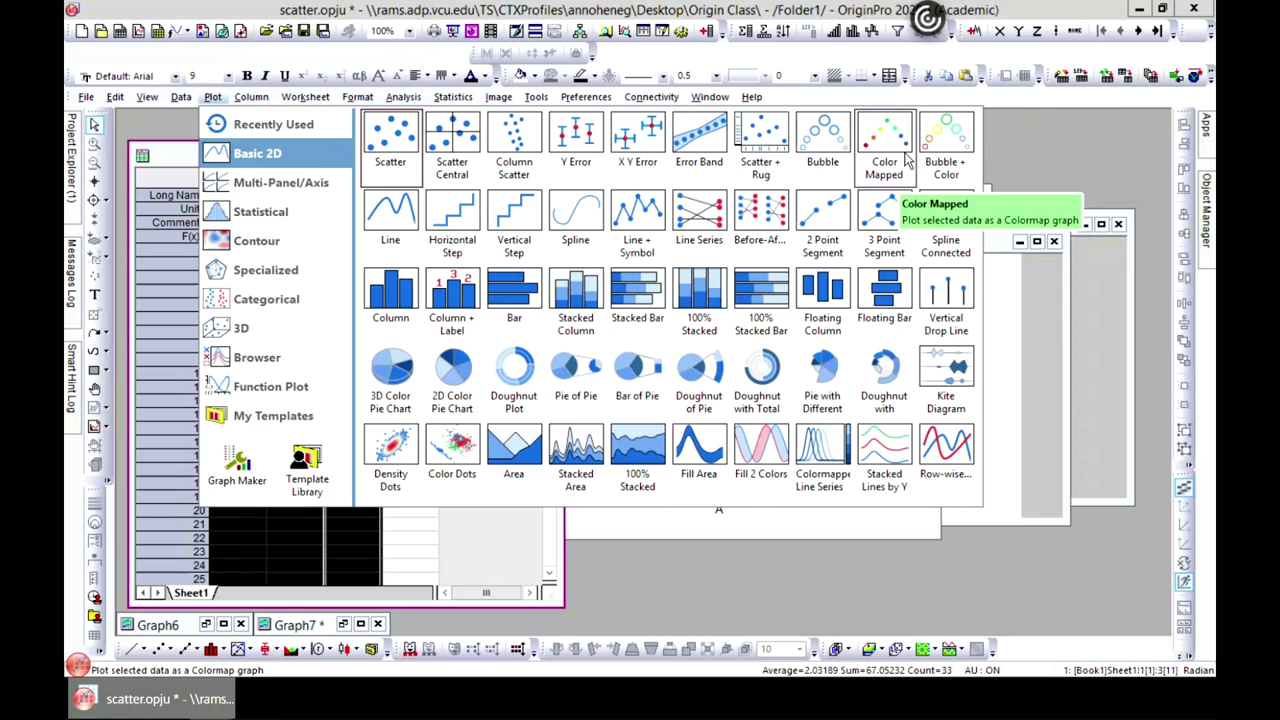 scatter.opju * - \\rams.adp.vcu.edu\TS\CTXProfiles\annoheneg\Desktop\Origin Class\ - /Folder1/ - OriginPro 202 (Academic)
100%
NONE
Default: Arial 9 B I U 0.5 0
File Edit View Data Plot Column Worksheet Format Analysis Statistics Image Tools Preferences Connectivity Window Help
Project Explorer (1)
Messages Log
Smart Hint Log
Apps
Object Manager
Long Nam
Unit
Comment
F(x)
Recently Used
Basic 2D
Multi-Panel/Axis
Statistical
Contour
Specialized
Categorical
3D
Browser
Function Plot
My Templates
Graph Maker
Template Library
Scatter
Scatter Central
Column Scatter
Y Error
X Y Error
Error Band
Scatter + Rug
Bubble
Color Mapped
Bubble + Color
Color Mapped
Plot selected data as a Colormap graph
Line
Horizontal Step
Vertical Step
Spline
Line + Symbol
Line Series
Before-Af...
2 Point Segment
3 Point Segment
Spline Connected
Column
Column + Label
Bar
Stacked Column
Stacked Bar
100% Stacked
100% Stacked Bar
Floating Column
Floating Bar
Vertical Drop Line
3D Color Pie Chart
2D Color Pie Chart
Doughnut Plot
Pie of Pie
Bar of Pie
Doughnut of Pie
Doughnut with Total
Pie with Different
Doughnut with
Kite Diagram
Density Dots
Color Dots
Area
Stacked Area
100% Stacked
Fill Area
Fill 2 Colors
Colormappe Line Series
Stacked Lines by Y
Row-wise...
A
20
21
22
23
24
25
Sheet1
Graph6 Graph7 *
10
Plot selected data as a Colormap graph Average=2.03189 Sum=67.05232 Count=33 AU : ON 1: [Book1]Sheet1!1[1]:3[11] Radian
scatter.opju * - \\rams...